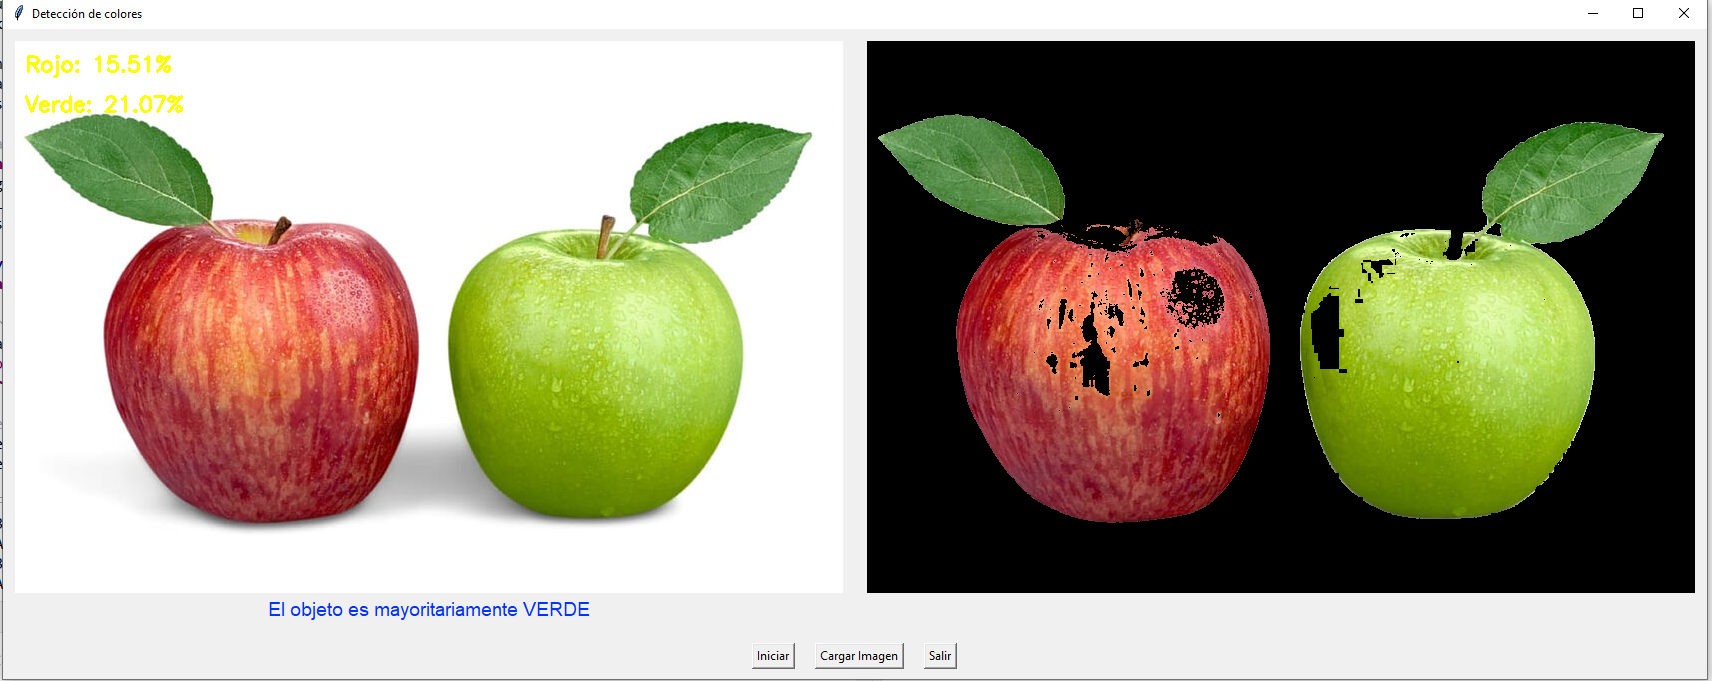 Detección de colores
Rojo: 15.51%
Verde: 21.07%
El objeto es mayoritariamente VERDE
Iniciar
Cargar Imagen
Salir